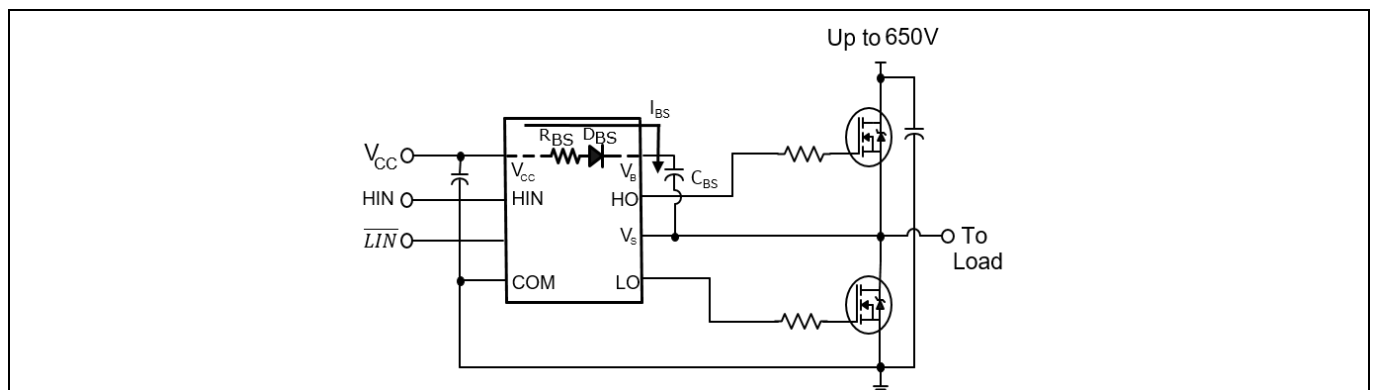 Up to 650V
I_BS
R_BS D_BS
V_CC
V_CC
V_B
C_BS
HIN
HIN
HO
LIN
V_S
To
Load
COM
LO